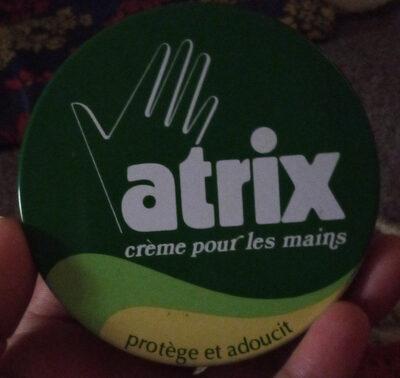 atrix
crème pour les mains
protège et adoucit